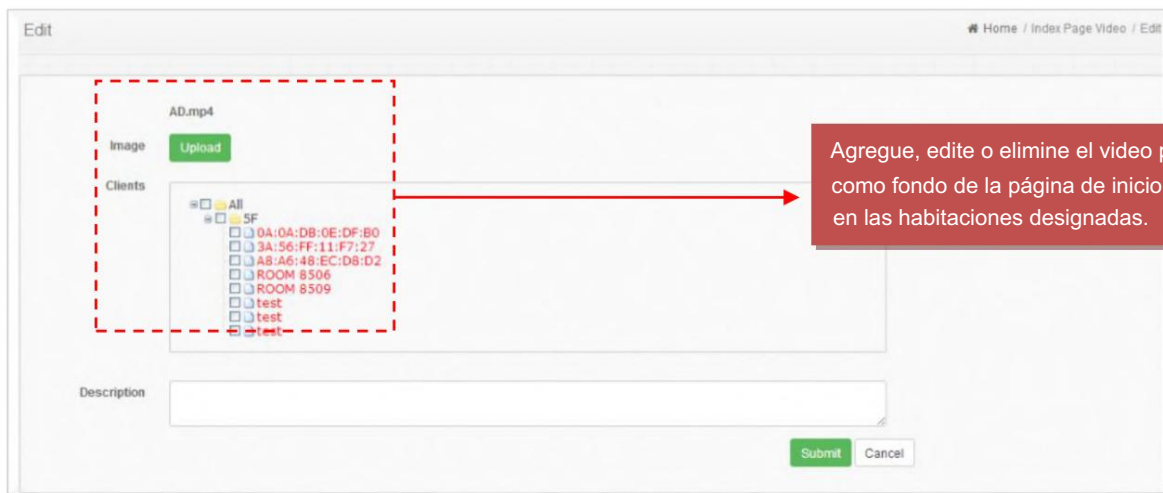 Edit
Home / Index Page Video / Edit
AD.mp4
Image
Upload
Clients
All
5F
0A:0A:DB:0E:DF:B0
3A:56:FF:11:F7:27
A8:A6:48:EC:D8:D2
ROOM 8506
ROOM 8509
test
test
test
Agregue, edite o elimine el video p
como fondo de la página de inicio
en las habitaciones designadas.
Description
Submit
Cancel